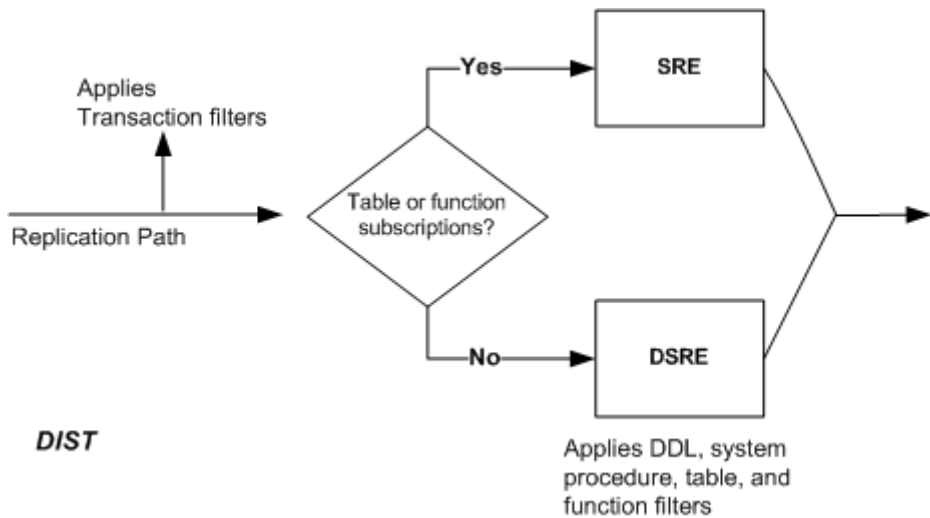 Yes
SRE
Applies
Transaction filters
Table or function
subscriptions?
Replication Path
No
DSRE
DIST
Applies DDL, system
procedure, table, and
function filters